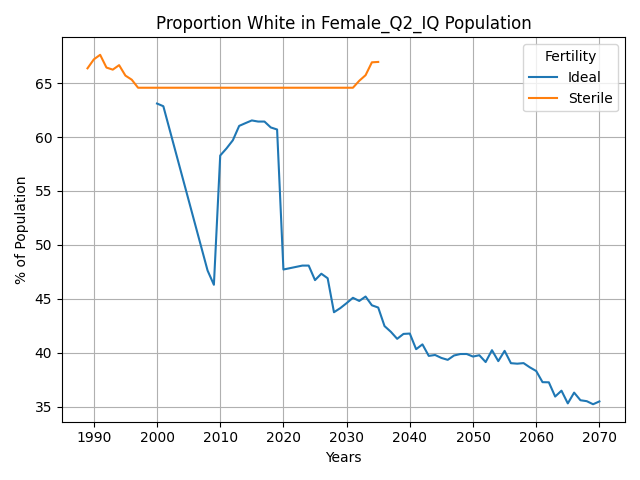 Proportion White in Female_Q2_IQ Population
Fertility
Ideal
Sterile
% of Population
65
60
55
50
45
40
35
1990 2000 2010 2020 2030 2040 2050 2060 2070
Years